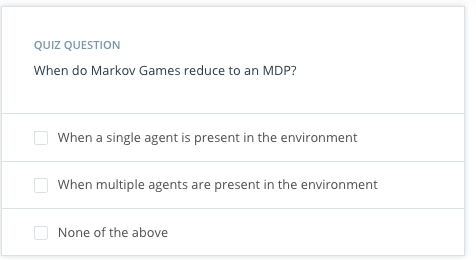 QUIZ QUESTION
When do Markov Games reduce to an MDP?
When a single agent is present in the environment
When multiple agents are present in the environment
None of the above